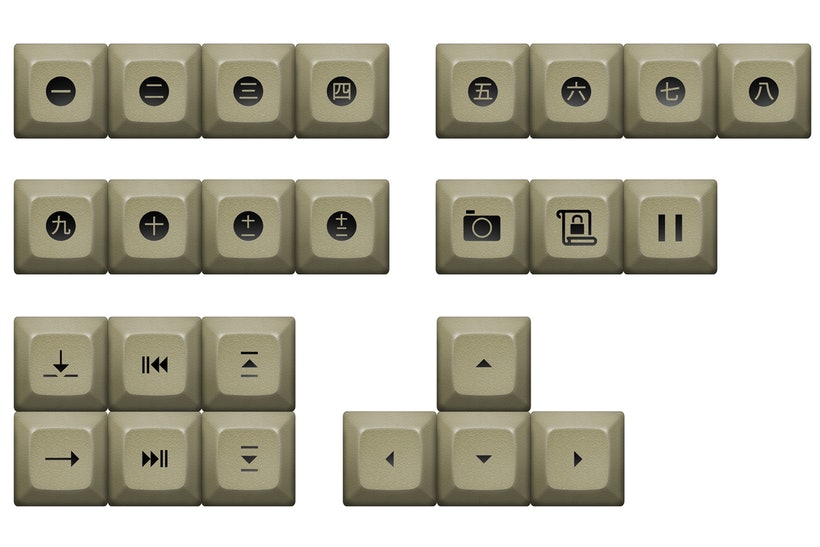 一 二 三 四 五 六 七 八
九 十 十一 十二